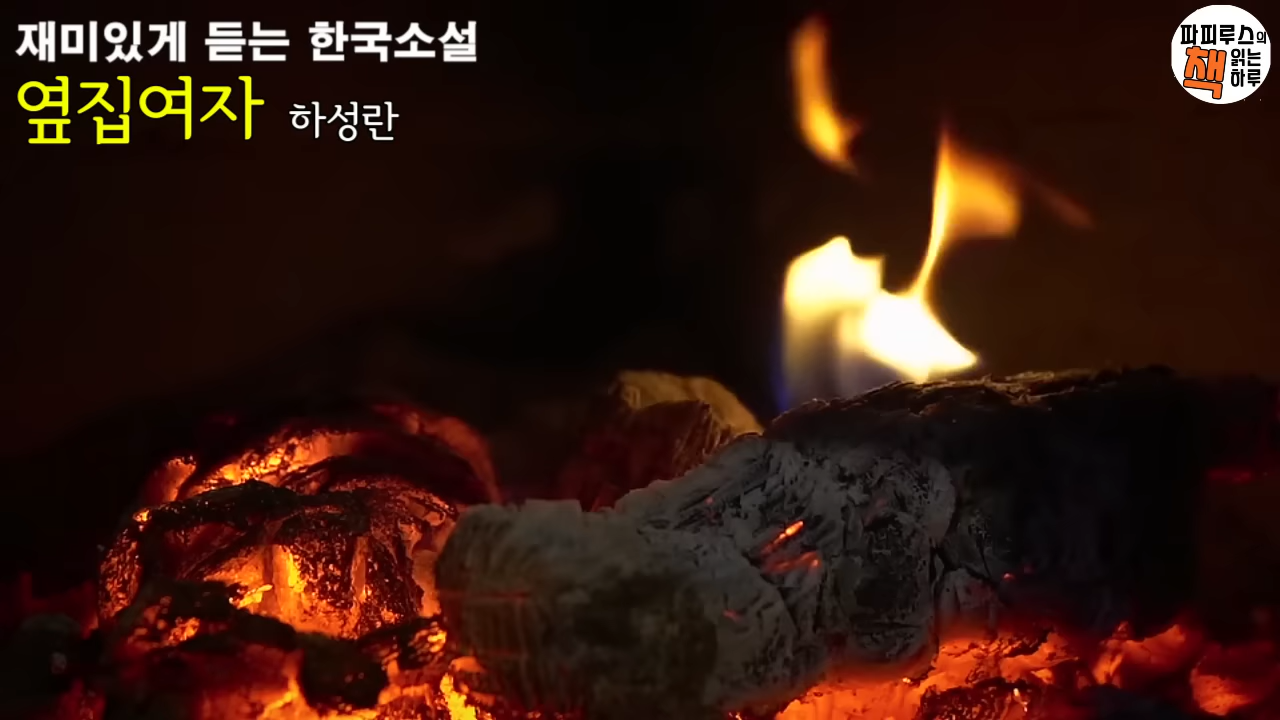 재미있게 듣는 한국소설
옆집여자 하성란
파피루스의
책 읽는
하루